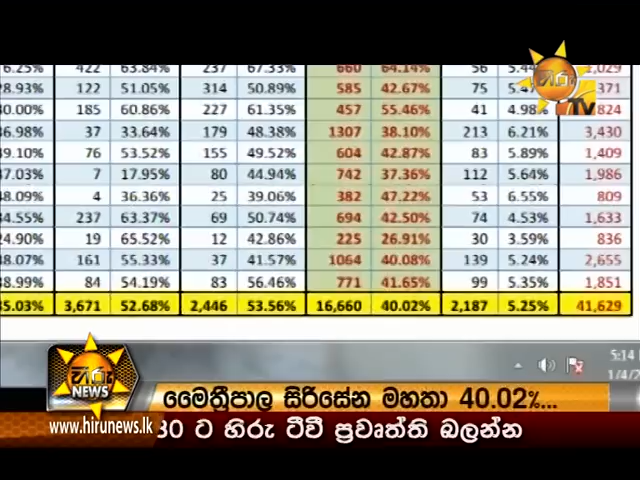 6.25% 422 63.84% 237 67.33% 660 64.14% 56 5.44% 1,029
28.93% 122 51.05% 314 50.89% 585 42.67% 75 371
30.00% 185 60.86% 227 61.35% 457 55.46% 41 4.98% 824
36.98% 37 33.64% 179 48.38% 1307 38.10% 213 6.21% 3,430
39.10% 76 53.52% 155 49.52% 604 42.87% 83 5.89% 1,409
37.03% 7 17.95% 80 44.94% 742 37.36% 112 5.64% 1,986
48.09% 4 36.36% 25 39.06% 382 47.22% 53 6.55% 809
34.55% 237 63.37% 69 50.74% 694 42.50% 74 4.53% 1,633
24.90% 19 65.52% 12 42.86% 225 26.91% 30 3.59% 836
38.07% 161 55.33% 37 41.57% 1064 40.08% 139 5.24% 2,655
38.99% 84 54.19% 83 56.46% 771 41.65% 99 5.35% 1,851
35.03% 3,671 52.68% 2,446 53.56% 16,660 40.02% 2,187 5.25% 41,629
හිරු TV
5:14
1/4/2
හිරු NEWS
මෛත්‍රීපාල සිරිසේන මහතා 40.02%...
www.hirunews.lk
30 ට හිරු ටීවී ප්‍රවෘත්ති බලන්න